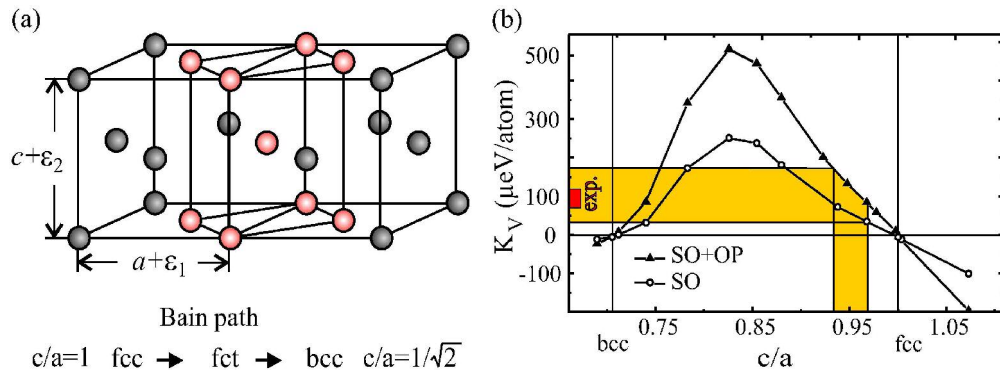 (a)
c+ε₂
a+ε₁
Bain path
c/a=1 fcc → fct → bcc c/a=1/√2
(b)
K_V (μeV/atom)
500
300
100
0
-100
exp.
SO+OP
SO
0.75
0.85
0.95
1.05
bcc
c/a
fcc